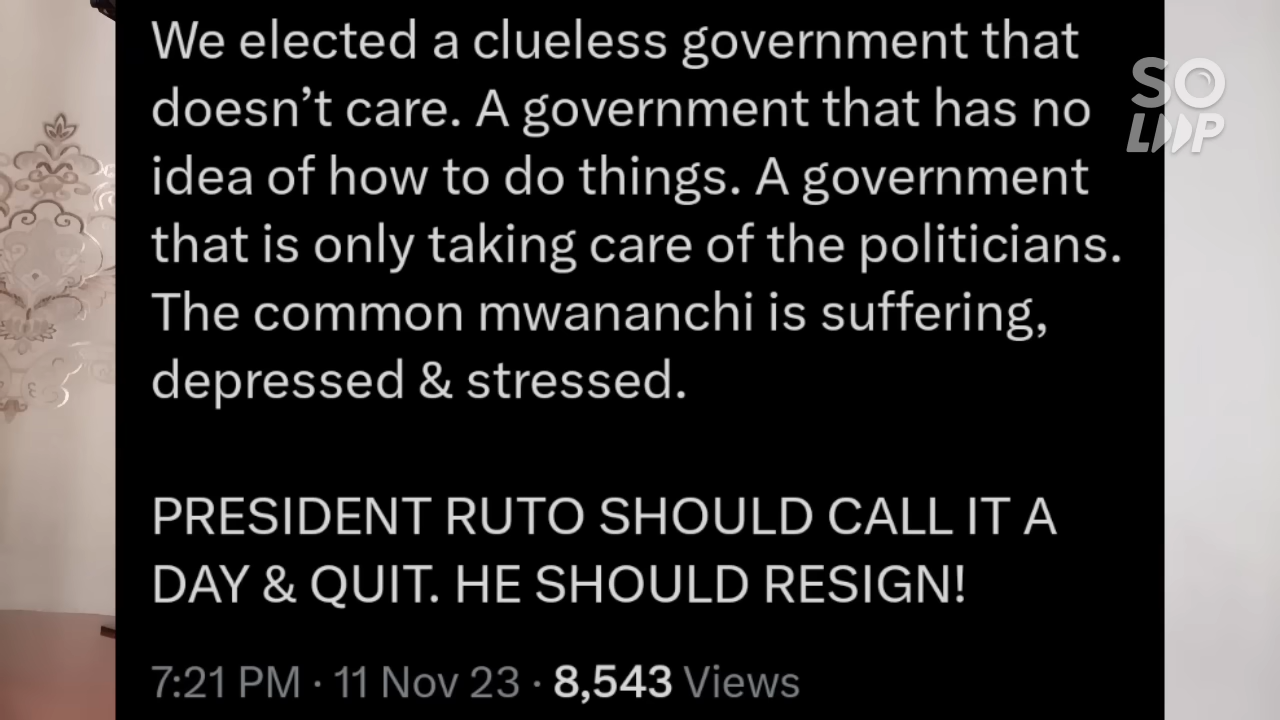 We elected a clueless government that
doesn’t care. A government that has no
idea of how to do things. A government
that is only taking care of the politicians.
The common mwananchi is suffering,
depressed & stressed.
PRESIDENT RUTO SHOULD CALL IT A
DAY & QUIT. HE SHOULD RESIGN!
7:21 PM · 11 Nov 23 · 8,543 Views
SO
LOOP